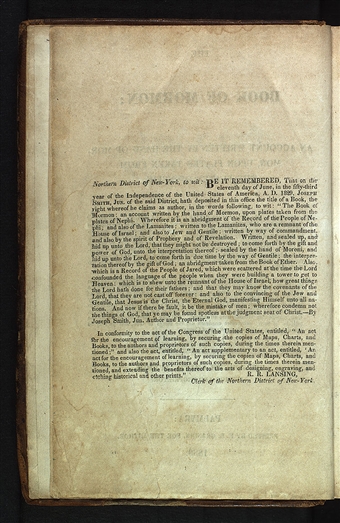 Northern District of New-York, to wit: BE IT REMEMBERED, That on the
eleventh day of June, in the fifty-third
year of the Independence of the United States of America, A. D. 1829, JOSEPH
SMITH, JUN. of the said District, hath deposited in this office the title of a Book, the
right whereof he claims as author, in the words following, to wit: "The Book of
Mormon: an account written by the hand of Mormon, upon plates taken from the
plates of Nephi. Wherefore it is an abridgment of the Record of the People of Ne-
phi; and also of the Lamanites; written to the Lamanites, which are a remnant of the
House of Israel; and also to Jew and Gentile; written by way of commandment,
and also by the spirit of Prophesy and of Revelation. Written, and sealed up, and
hid up unto the Lord, that they might not be destroyed; to come forth by the gift and
power of God, unto the interpretation thereof; sealed by the hand of Moroni, and
hid up unto the Lord, to come forth in due time by the way of Gentile; the interpre-
tation thereof by the gift of God; an abridgment taken from the Book of Ether. Also,
which is a Record of the People of Jared, which were scattered at the time the Lord
confounded the language of the people when they were building a tower to get to
Heaven: which is to shew unto the remnant of the House of Israel, how great things
the Lord hath done for their fathers; and that they may know the covenants of the
Lord, that they are not cast off forever; and also to the convincing of the Jew and
Gentile, that Jesus is the Christ, the Eternal God, manifesting Himself unto all na-
tions. And now if there be fault, it be the mistake of men; wherefore condemn not
the things of God, that ye may be found spotless at the judgment seat of Christ.—By
Joseph Smith, Jun. Author and Proprietor."
In conformity to the act of the Congress of the United States, entitled, "An act
for the encouragement of learning, by securing the copies of Maps, Charts, and
Books, to the authors and proprietors of such copies, during the times therein men-
tioned;" and also the act, entitled, "An act supplementary to an act, entitled, 'An
act for the encouragement of learning, by securing the copies of Maps, Charts, and
Books, to the authors and proprietors of such copies, during the times therein men-
tioned, and extending the benefits thereof to the arts of designing, engraving, and
etching historical and other prints."
R. R. LANSING,
Clerk of the Northern District of New-York.